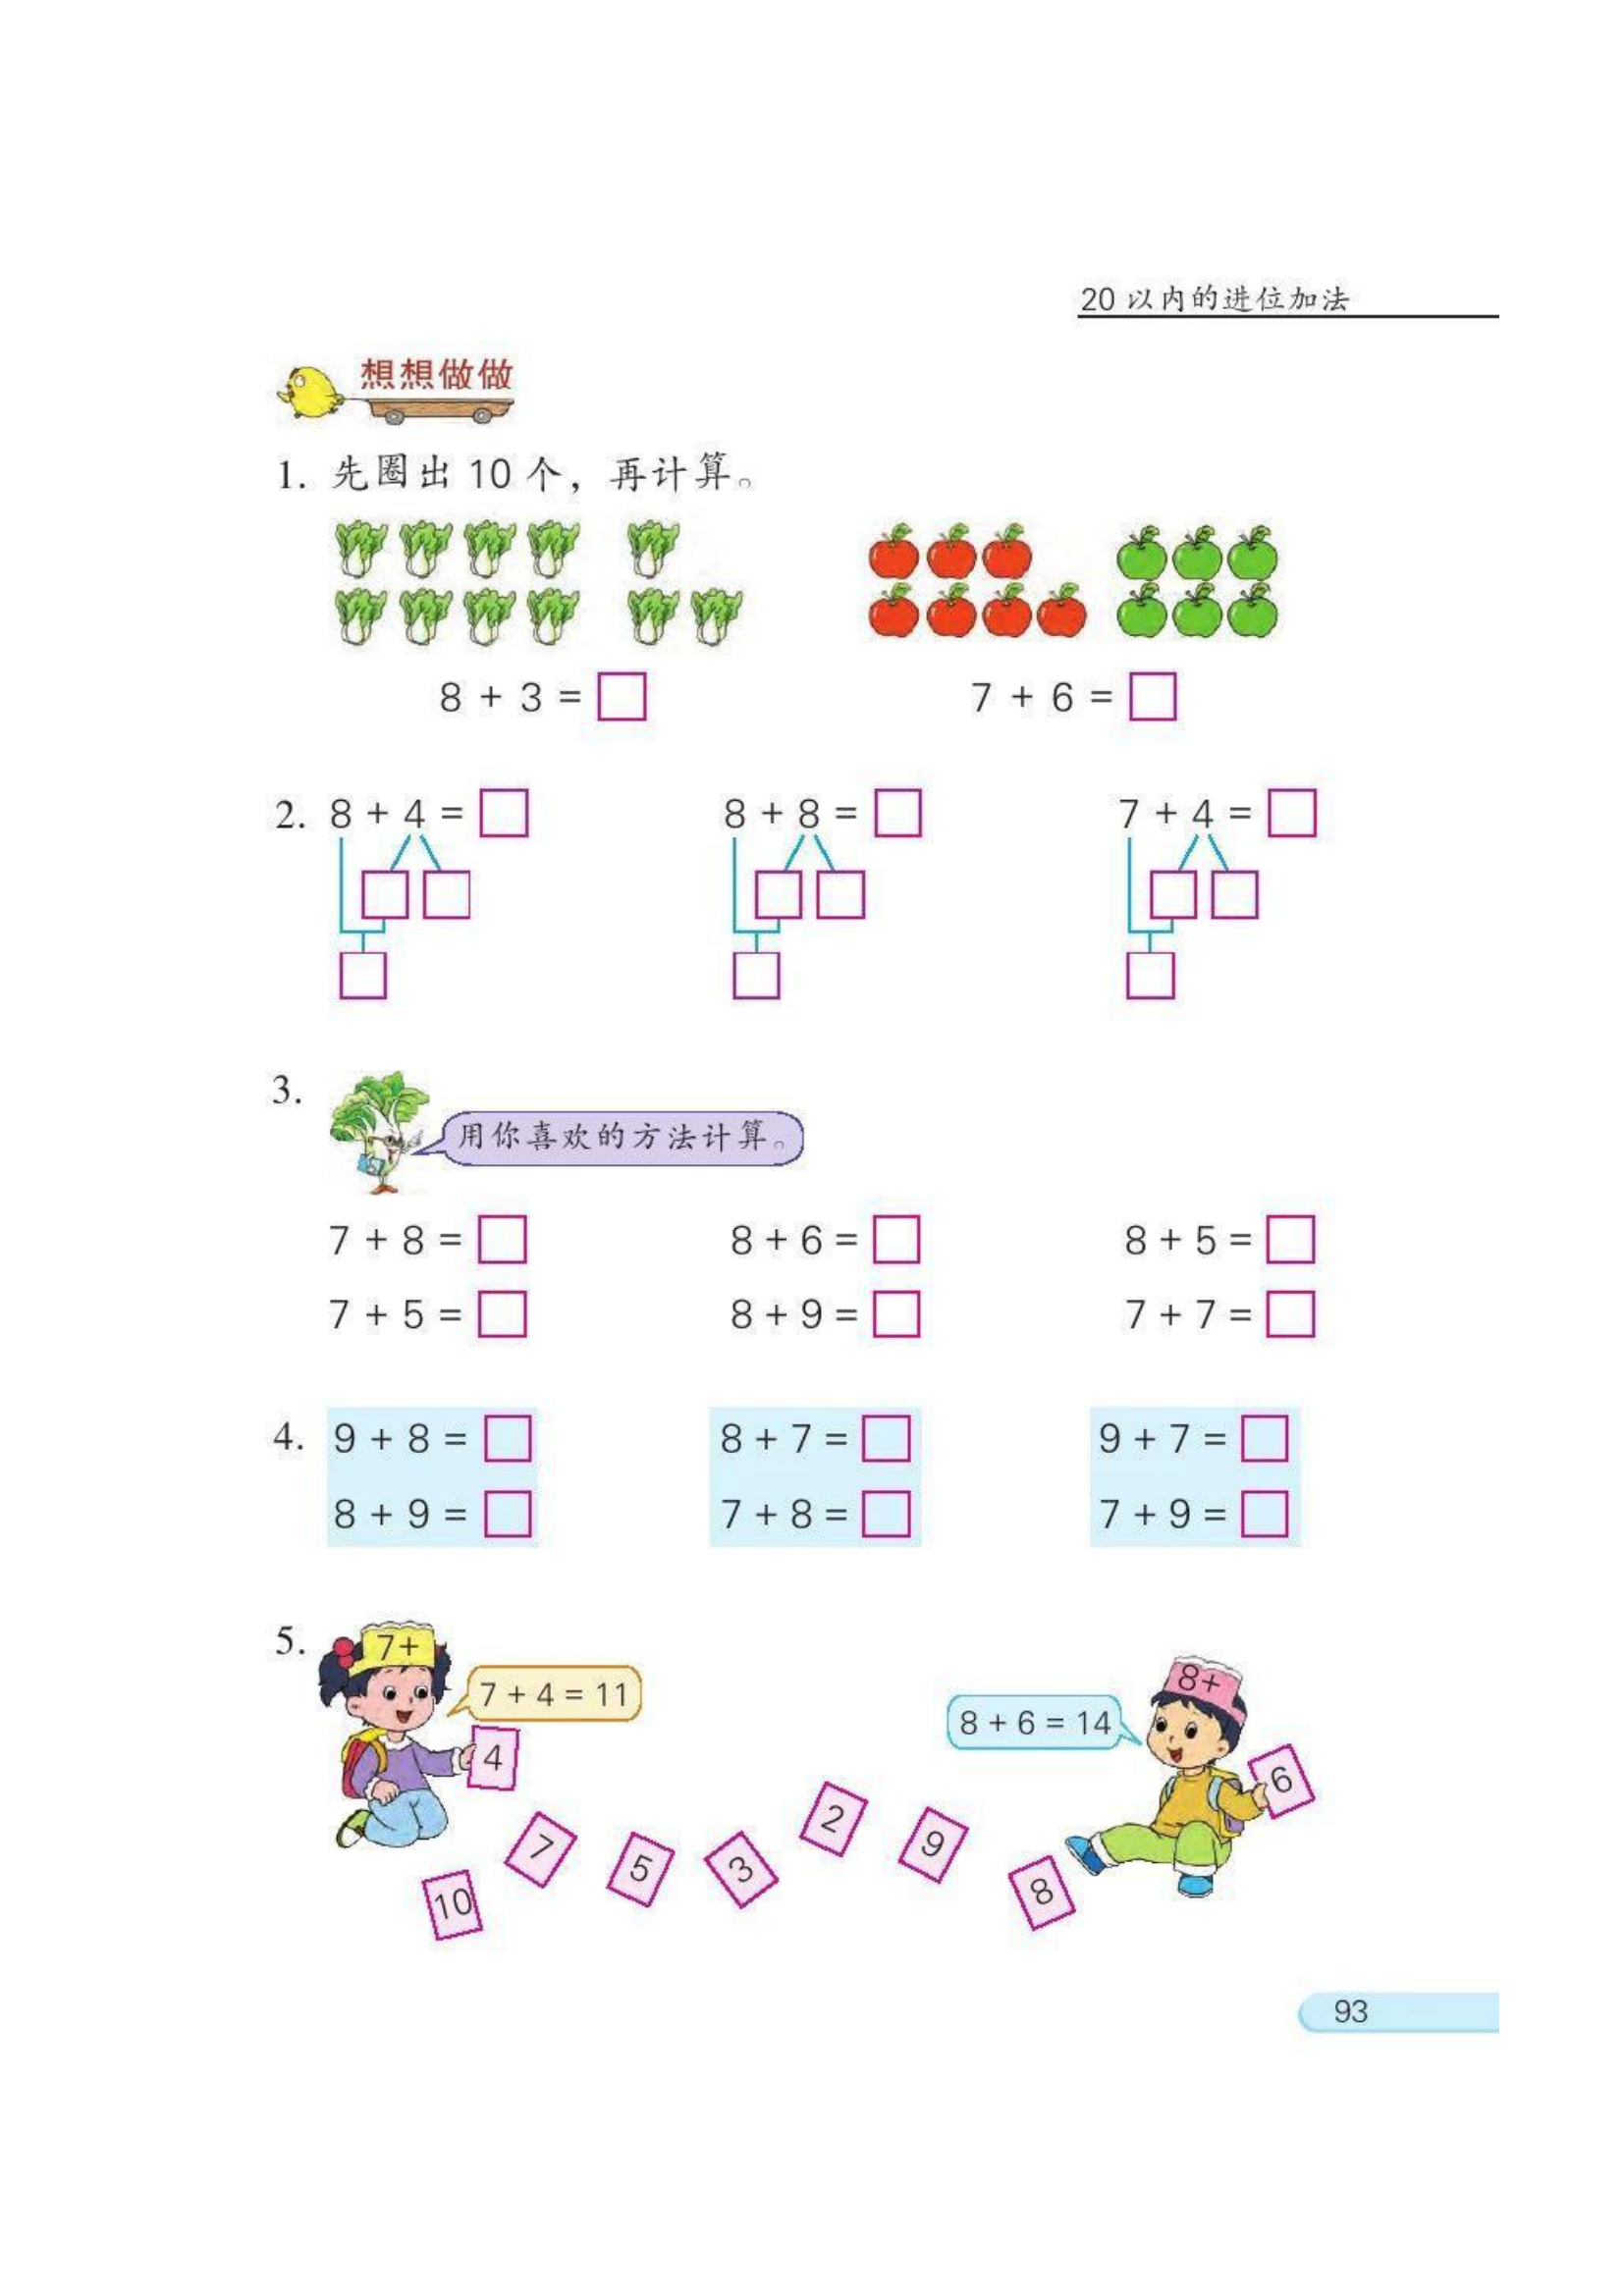 20 以内的进位加法
想想做做
1. 先圈出 10 个，再计算。
8 + 3 = □ 7 + 6 = □
2. 8 + 4 = □ 8 + 8 = □ 7 + 4 = □
3.
用你喜欢的方法计算。
7 + 8 = □ 8 + 6 = □ 8 + 5 = □
7 + 5 = □ 8 + 9 = □ 7 + 7 = □
4. 9 + 8 = □ 8 + 7 = □ 9 + 7 = □
8 + 9 = □ 7 + 8 = □ 7 + 9 = □
5.
7+
7 + 4 = 11
4
8+
8 + 6 = 14
6
10
7
5
3
2
9
8
93